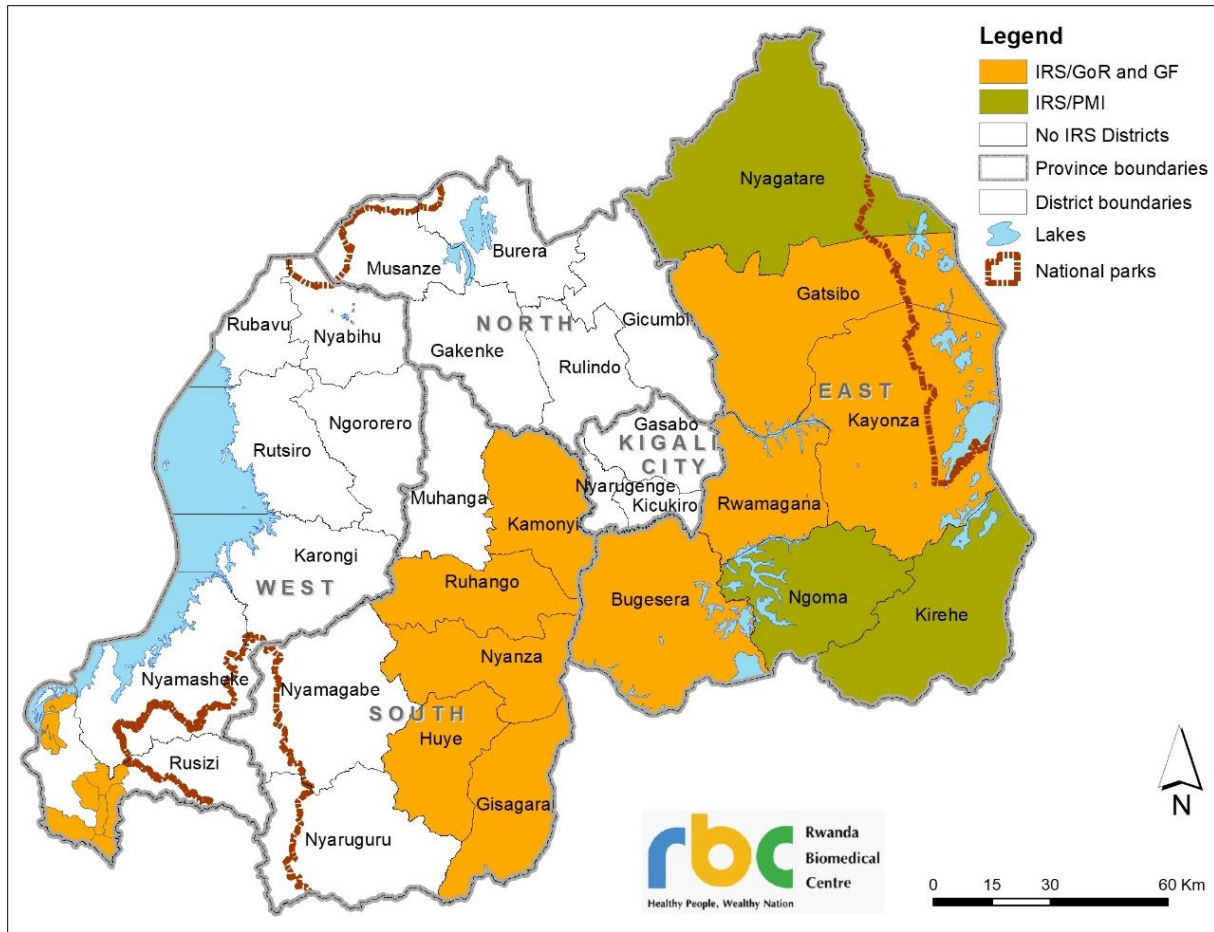 Legend
IRS/GoR and GF
IRS/PMI
No IRS Districts
Province boundaries
District boundaries
Lakes
National parks
Nyagatare
Burera
Musanze
Gatsibo
Rubavu
Nyabihu
NORTH
Gicumbi
Gakenke
Rulindo
EAST
Kayonza
Ngororero
Gasabo
Rutsiro
KIGALI
CITY
Muhanga
Nyarugenge
Kicukiro
Rwamagana
Kamonyi
Karongi
WEST
Ruhango
Bugesera
Ngoma
Kirehe
Nyanza
Nyamasheke
Nyamagabe
SOUTH
Huye
Rusizi
Gisagara
Nyaruguru
N
rbc
Rwanda
Biomedical
Centre
Healthy People, Wealthy Nation
0 15 30 60 Km